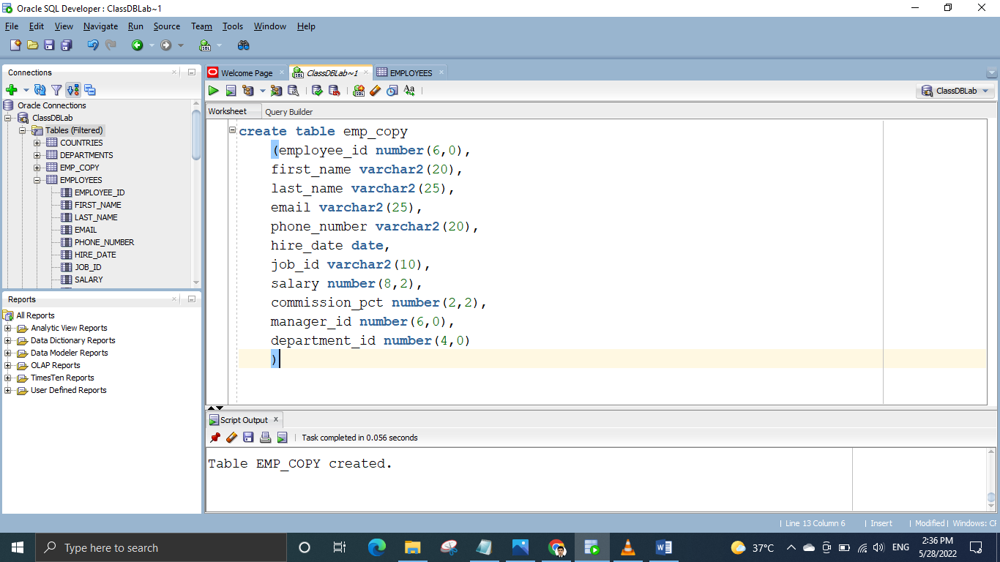 Oracle SQL Developer : ClassDBLab~1
File Edit View Navigate Run Source Team Tools Window Help
Connections
Oracle Connections
ClassDBLab
Tables (Filtered)
COUNTRIES
DEPARTMENTS
EMP_COPY
EMPLOYEES
EMPLOYEE_ID
FIRST_NAME
LAST_NAME
EMAIL
PHONE_NUMBER
HIRE_DATE
JOB_ID
SALARY
Reports
All Reports
Analytic View Reports
Data Dictionary Reports
Data Modeler Reports
OLAP Reports
TimesTen Reports
User Defined Reports
Welcome Page ClassDBLab~1 EMPLOYEES
ClassDBLab
Worksheet Query Builder
create table emp_copy
(employee_id number(6,0),
first_name varchar2(20),
last_name varchar2(25),
email varchar2(25),
phone_number varchar2(20),
hire_date date,
job_id varchar2(10),
salary number(8,2),
commission_pct number(2,2),
manager_id number(6,0),
department_id number(4,0)
)
Script Output x
Task completed in 0.056 seconds
Table EMP_COPY created.
| Line 13 Column 6 | Insert | Modified | Windows: CF
Type here to search
37°C
ENG
2:36 PM
5/28/2022